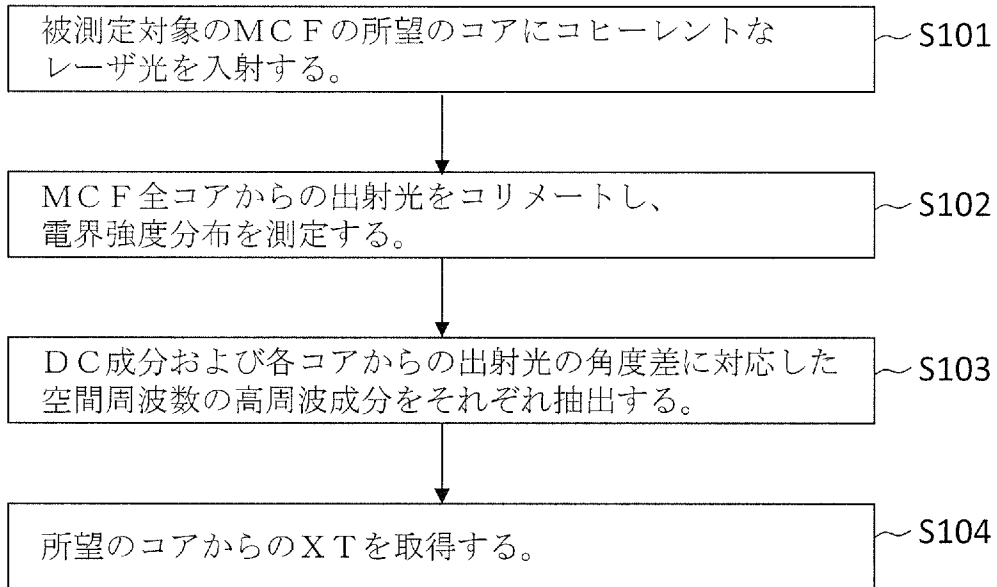 被測定対象のＭＣＦの所望のコアにコヒーレントな
レーザ光を入射する。
S101
ＭＣＦ全コアからの出射光をコリメートし、
電界強度分布を測定する。
S102
ＤＣ成分および各コアからの出射光の角度差に対応した
空間周波数の高周波成分をそれぞれ抽出する。
S103
所望のコアからのＸＴを取得する。
S104